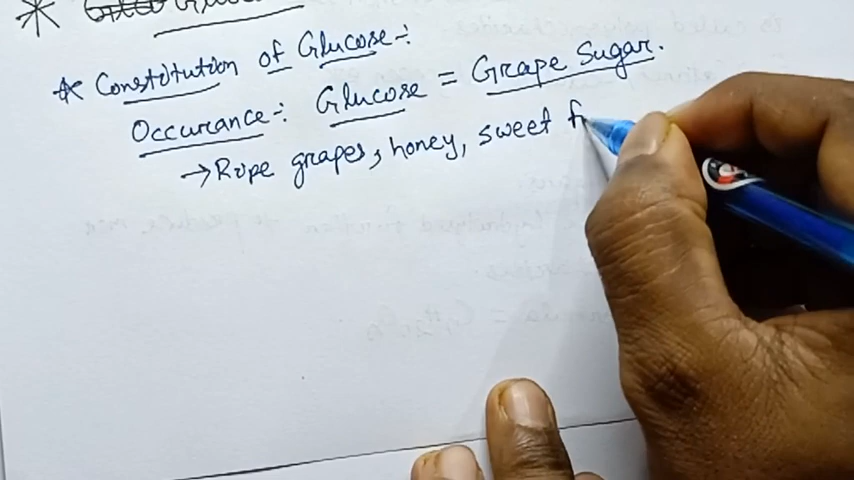 * Constitution of Glucose :-
Occurance :- Glucose = Grape Sugar.
→ Ripe grapes, honey, sweet f